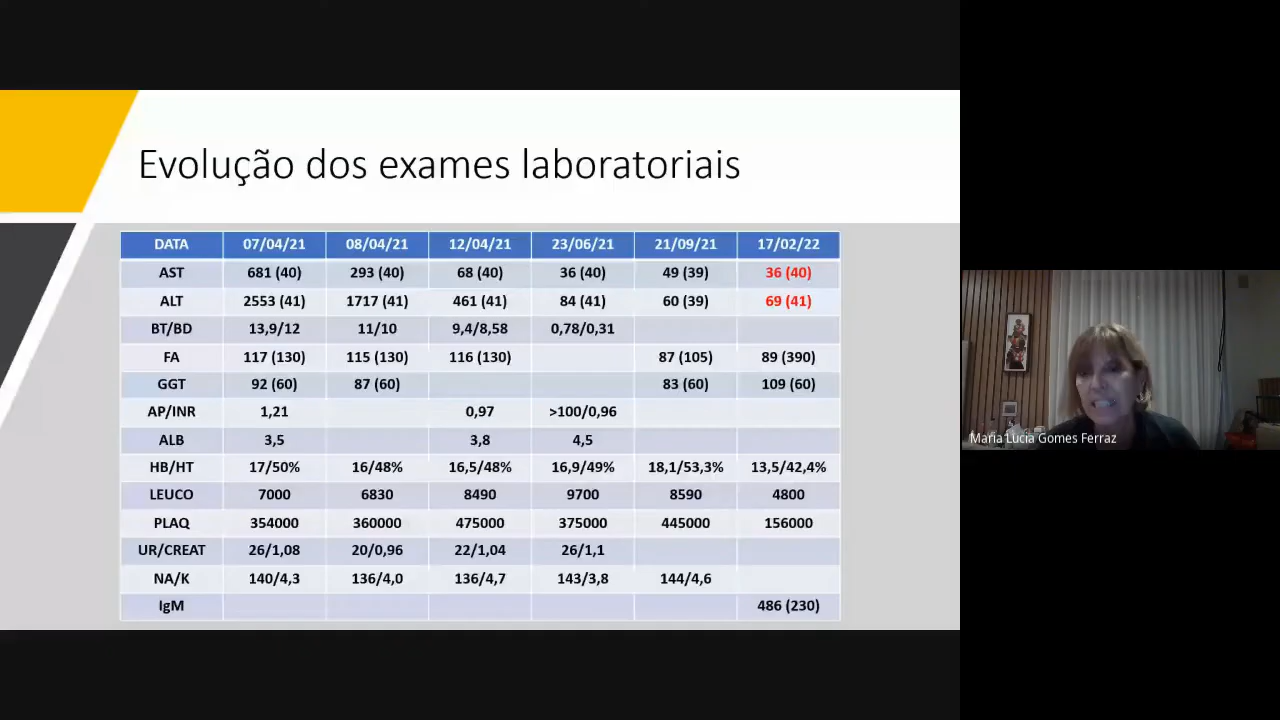 Evolução dos exames laboratoriais
DATA 07/04/21 08/04/21 12/04/21 23/06/21 21/09/21 17/02/22
AST 681 (40) 293 (40) 68 (40) 36 (40) 49 (39) 36 (40)
ALT 2553 (41) 1717 (41) 461 (41) 84 (41) 60 (39) 69 (41)
BT/BD 13,9/12 11/10 9,4/8,58 0,78/0,31
FA 117 (130) 115 (130) 116 (130) 87 (105) 89 (390)
GGT 92 (60) 87 (60) 83 (60) 109 (60)
AP/INR 1,21 0,97 >100/0,96
ALB 3,5 3,8 4,5
HB/HT 17/50% 16/48% 16,5/48% 16,9/49% 18,1/53,3% 13,5/42,4%
LEUCO 7000 6830 8490 9700 8590 4800
PLAQ 354000 360000 475000 375000 445000 156000
UR/CREAT 26/1,08 20/0,96 22/1,04 26/1,1
NA/K 140/4,3 136/4,0 136/4,7 143/3,8 144/4,6
IgM 486 (230)
Maria Lucia Gomes Ferraz